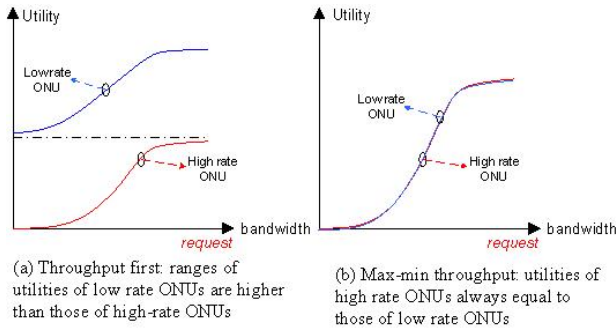 Utility
Lowrate
ONU
High rate
ONU
bandwidth
request
(a) Throughput first: ranges of
utilities of low rate ONUs are higher
than those of high-rate ONUs
Utility
Lowrate
ONU
High rate
ONU
bandwidth
request
(b) Max-min throughput: utilities of
high rate ONUs always equal to
those of low rate ONUs